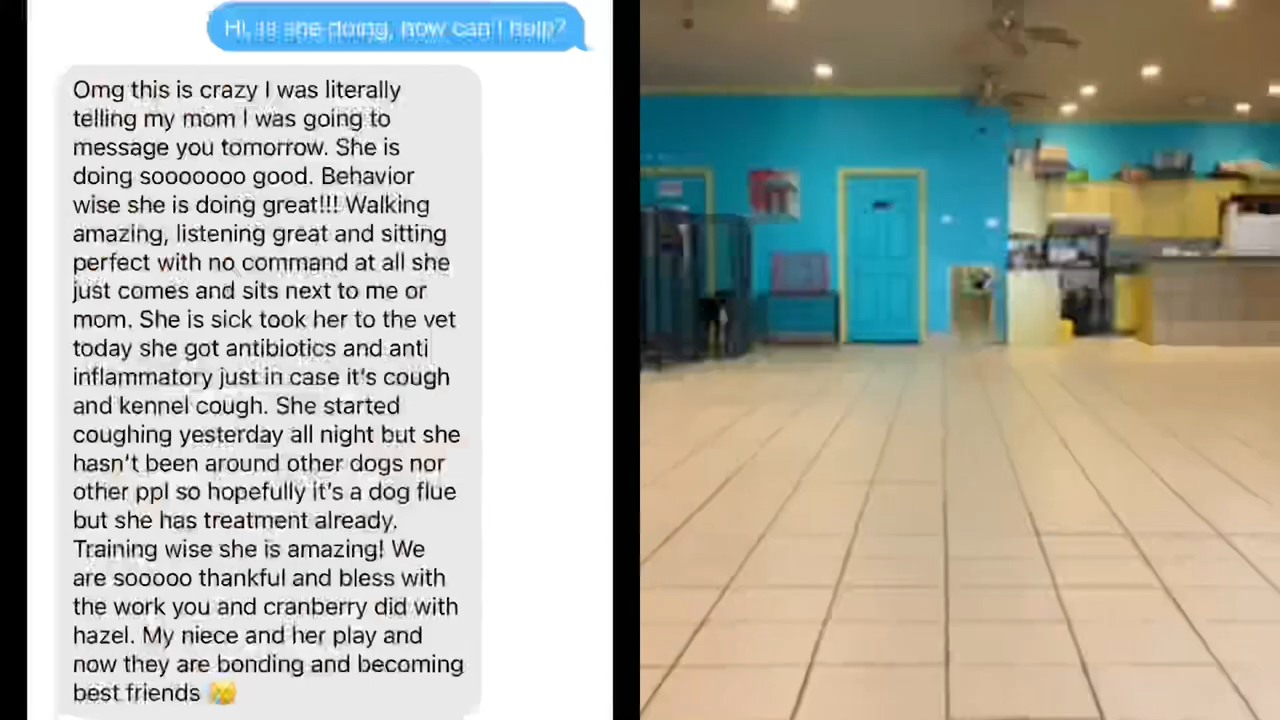 Hi, is she doing, how can I help?
Omg this is crazy I was literally
telling my mom I was going to
message you tomorrow. She is
doing sooooooo good. Behavior
wise she is doing great!!! Walking
amazing, listening great and sitting
perfect with no command at all she
just comes and sits next to me or
mom. She is sick took her to the vet
today she got antibiotics and anti
inflammatory just in case it's cough
and kennel cough. She started
coughing yesterday all night but she
hasn't been around other dogs nor
other ppl so hopefully it's a dog flue
but she has treatment already.
Training wise she is amazing! We
are sooooo thankful and bless with
the work you and cranberry did with
hazel. My niece and her play and
now they are bonding and becoming
best friends 😿